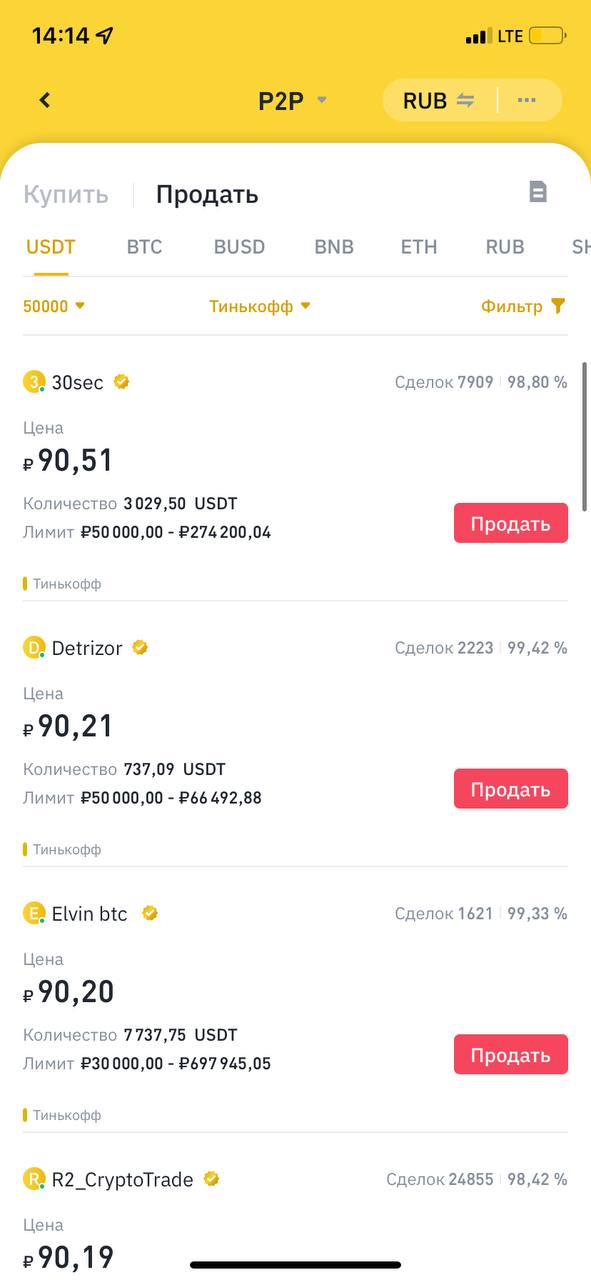 14:14 LTE
P2P RUB
Купить Продать
USDT BTC BUSD BNB ETH RUB SH
50000 Тинькофф Фильтр
3 30sec Сделок 7909 98,80 %
Цена
₽ 90,51
Количество 3 029,50 USDT
Лимит ₽50 000,00 - ₽274 200,04
Продать
Тинькофф
D Detrizor Сделок 2223 99,42 %
Цена
₽ 90,21
Количество 737,09 USDT
Лимит ₽50 000,00 - ₽66 492,88
Продать
Тинькофф
E Elvin btc Сделок 1621 99,33 %
Цена
₽ 90,20
Количество 7 737,75 USDT
Лимит ₽30 000,00 - ₽697 945,05
Продать
Тинькофф
R R2_CryptoTrade Сделок 24855 98,42 %
Цена
₽ 90,19